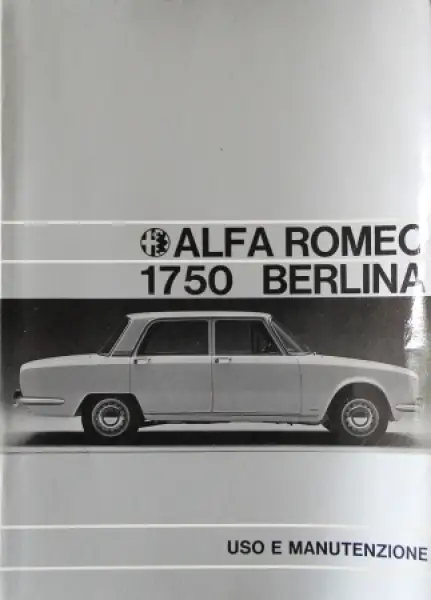 ALFA ROMEO
1750 BERLINA
USO E MANUTENZIONE